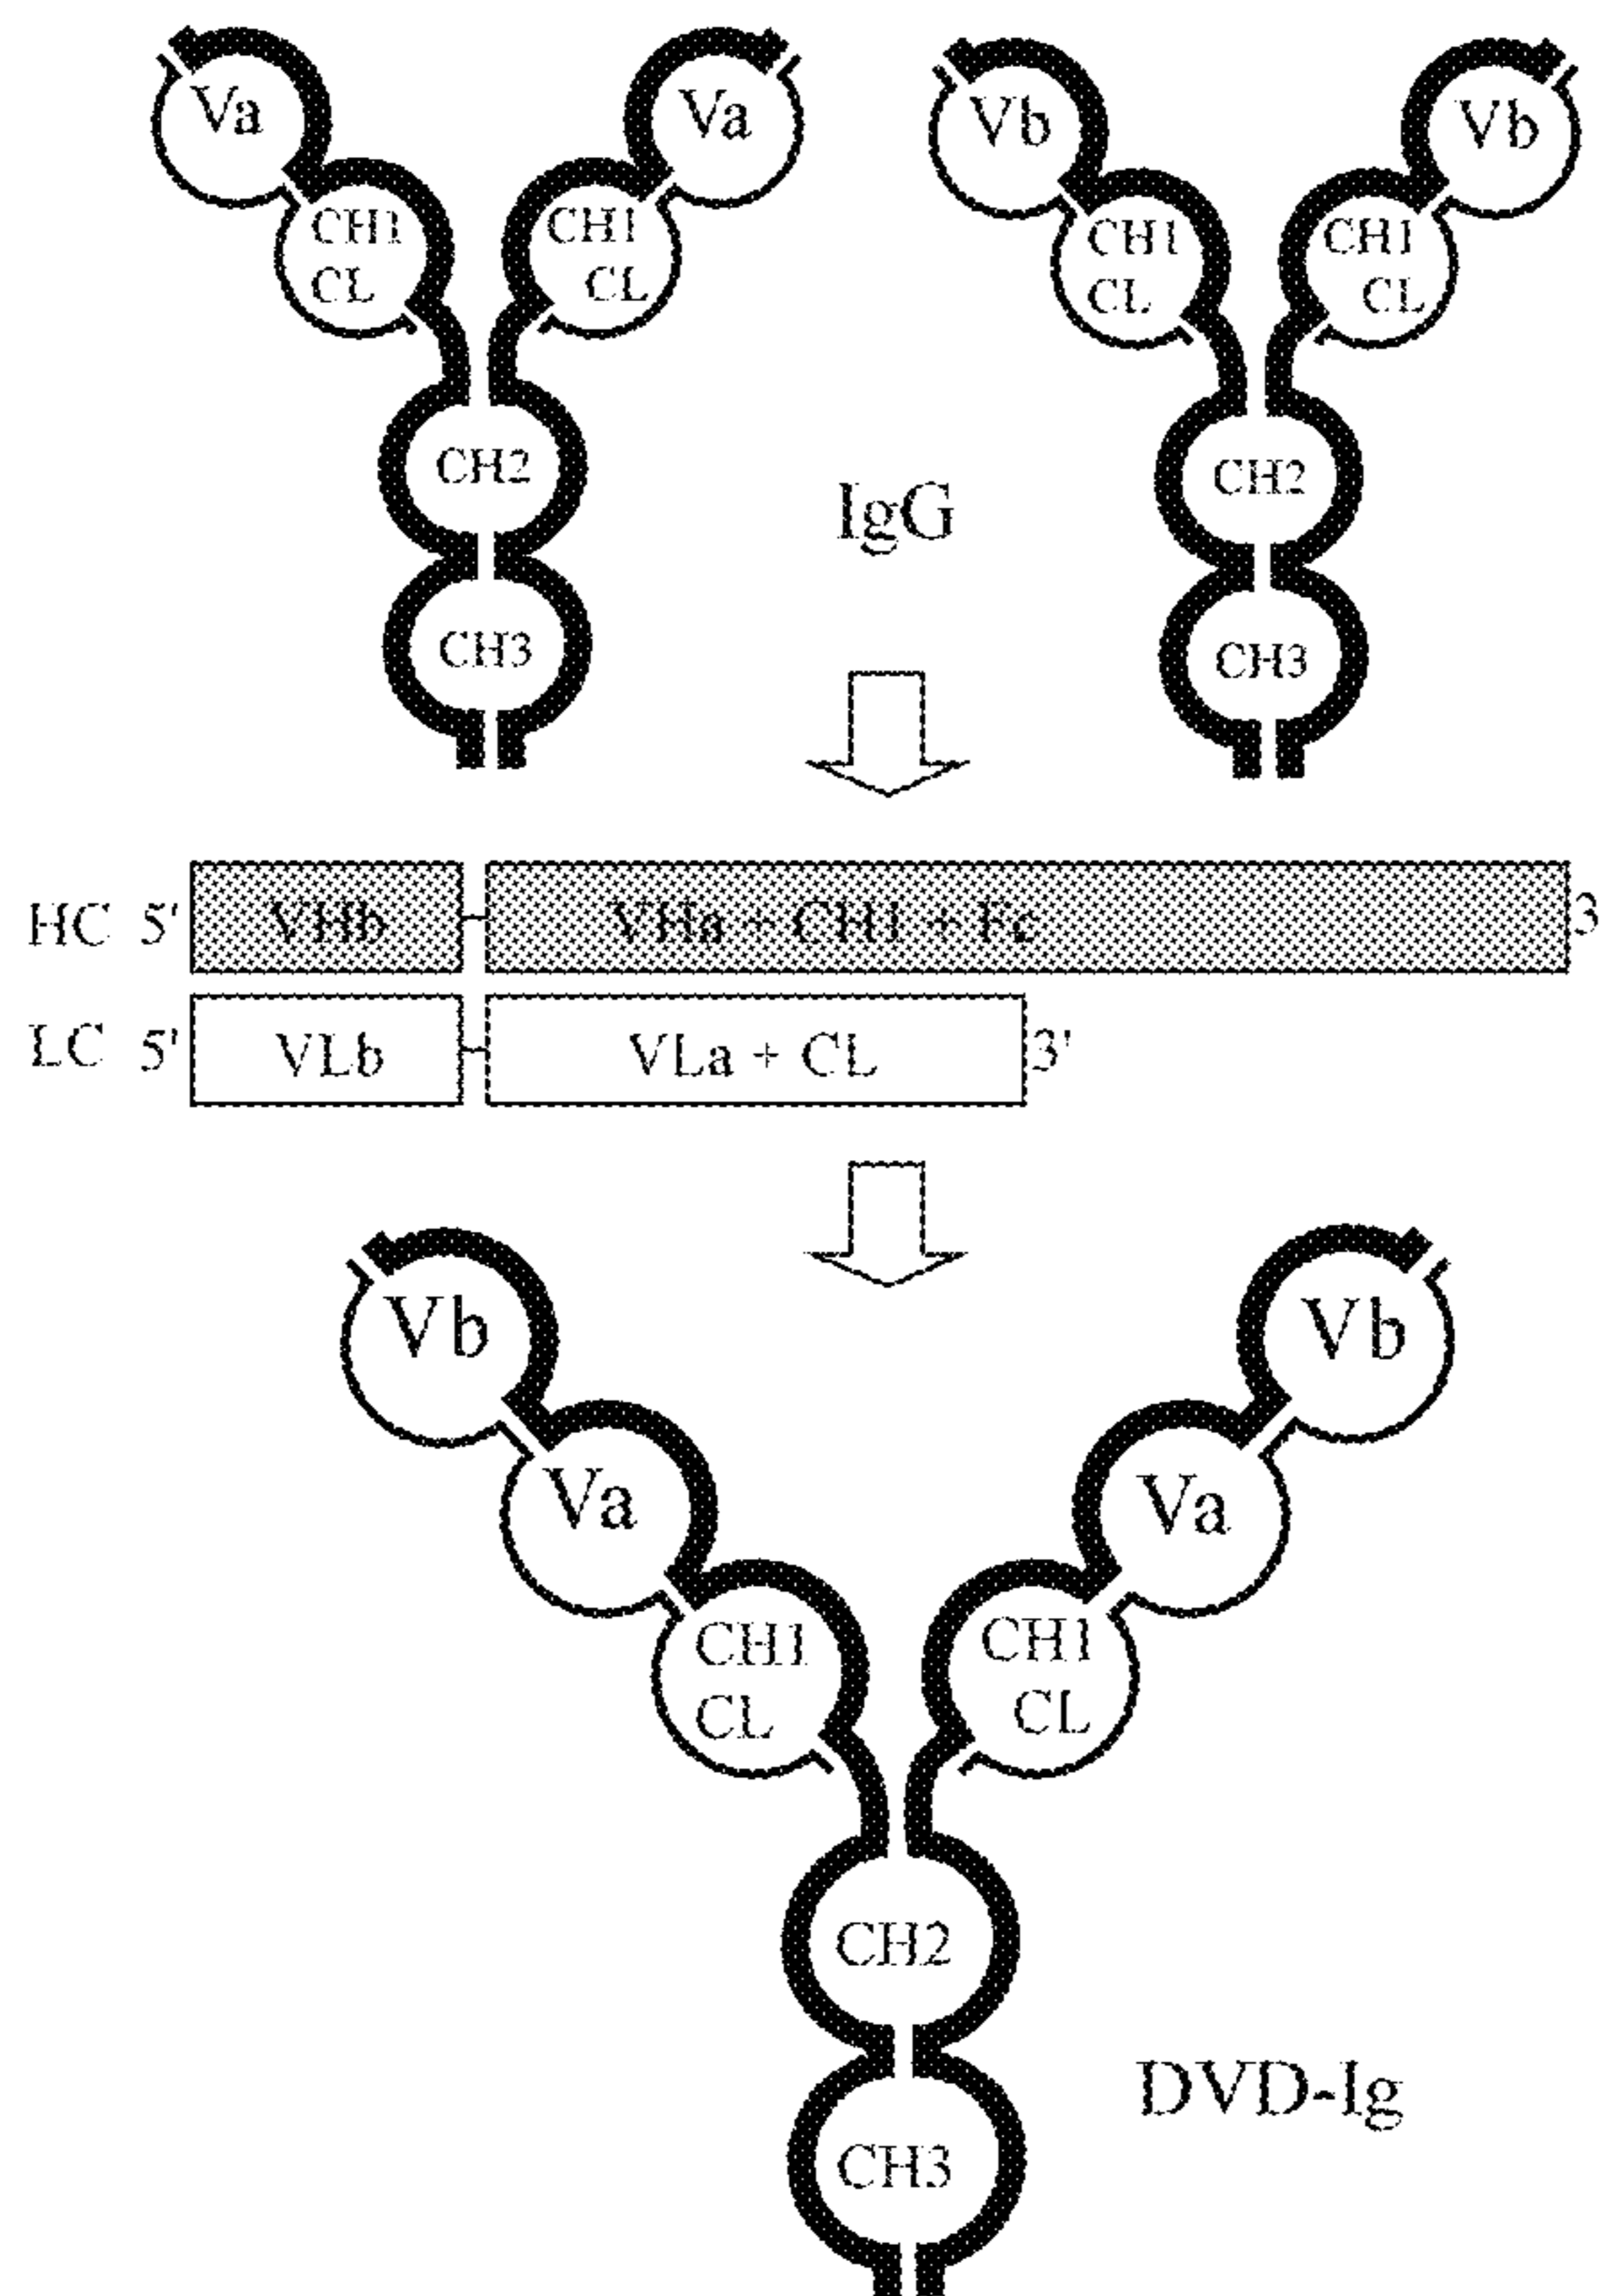 Va Va Vb Vb
CH1 CH1 CH1 CH1
CL CL CL CL
CH2 CH2
IgG
CH3 CH3
HC 5' VHb VHa + CH1 + Fc 3
LC 5' VLb VLa + CL 3'
Vb Vb
Va Va
CH1 CH1
CL CL
CH2
DVD-Ig
CH3